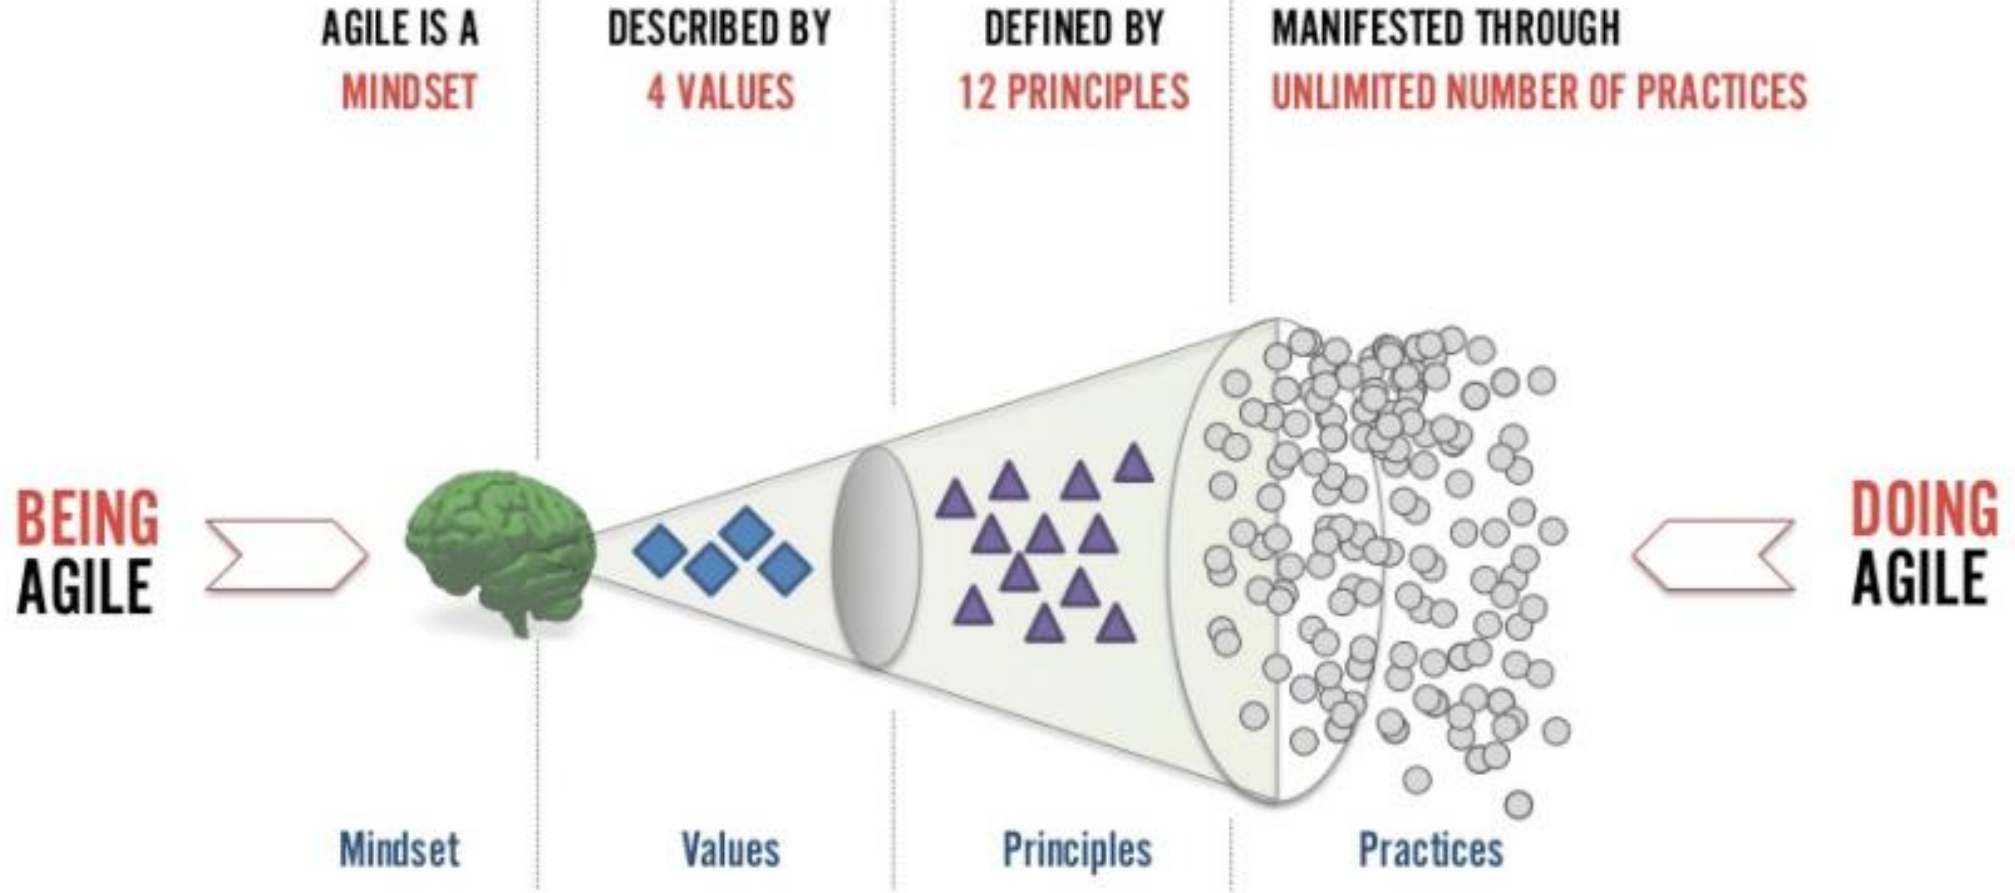 AGILE IS A
MINDSET
DESCRIBED BY
4 VALUES
DEFINED BY
12 PRINCIPLES
MANIFESTED THROUGH
UNLIMITED NUMBER OF PRACTICES
BEING
AGILE
DOING
AGILE
Mindset
Values
Principles
Practices